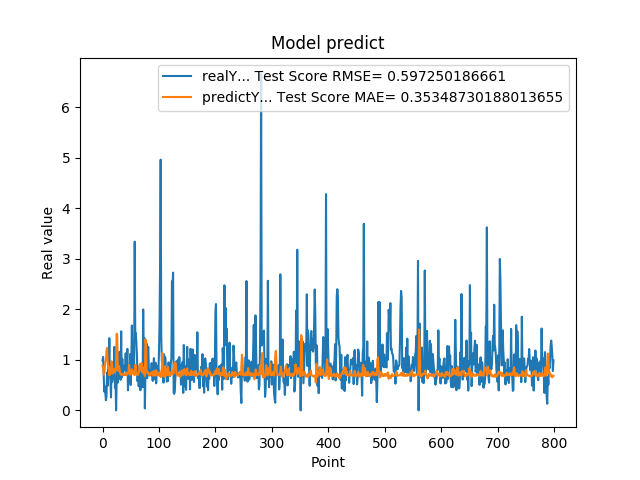 Model predict
realY... Test Score RMSE= 0.597250186661
predictY... Test Score MAE= 0.35348730188013655
6
5
4
3
2
1
0
Real value
0 100 200 300 400 500 600 700 800
Point